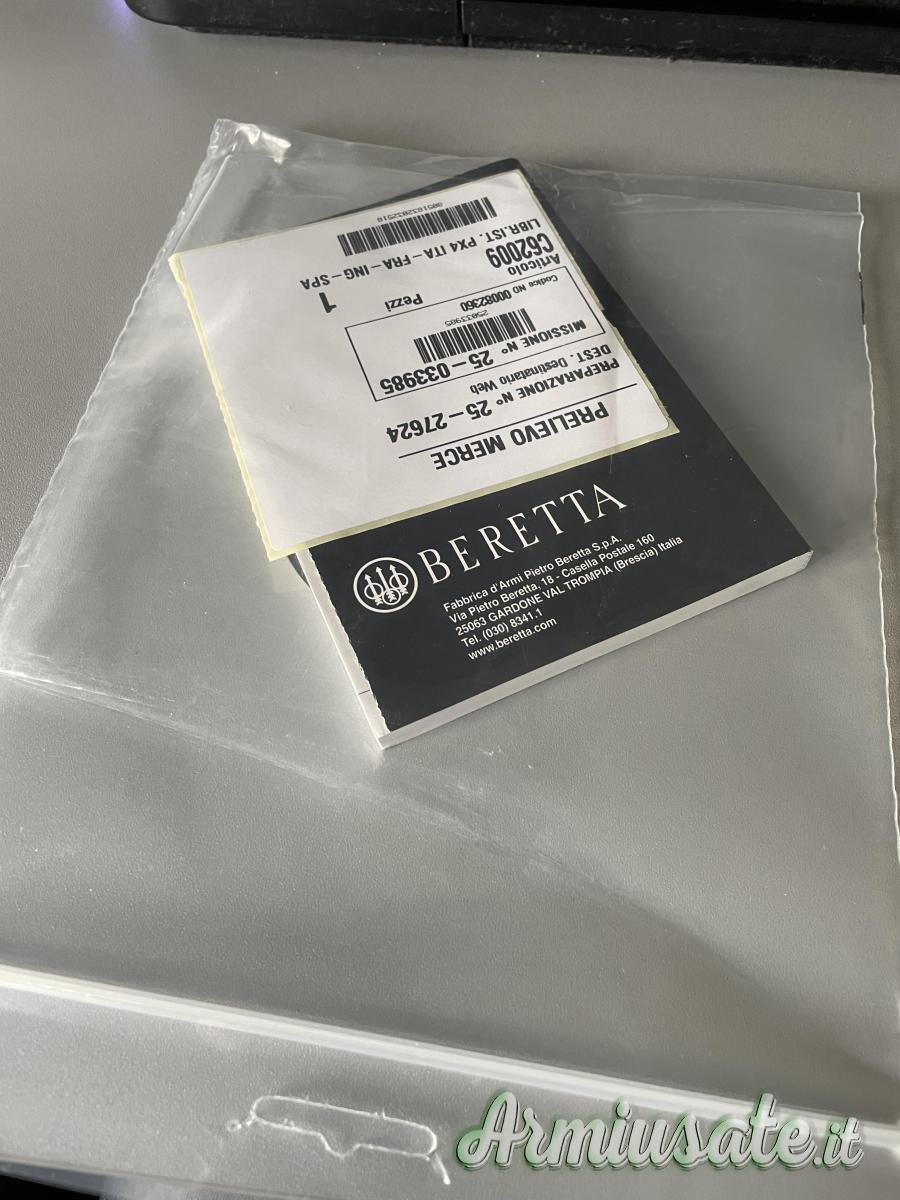 PRELIEVO MERCE
PREPARAZIONE N° 25-27624
DEST. Destinatario Web
MISSIONE N° 25-033985
25033985
Codice ND 00082360
Pezzi 1
Articolo
C62009
LIBR.IST. PX4 ITA-FRA-ING-SPA
BERETTA
Fabbrica d'Armi Pietro Beretta S.p.A.
Via Pietro Beretta, 18 - Casella Postale 160
25063 GARDONE VAL TROMPIA (Brescia) Italia
Tel. (030) 8341.1
www.beretta.com
Armiusate.it